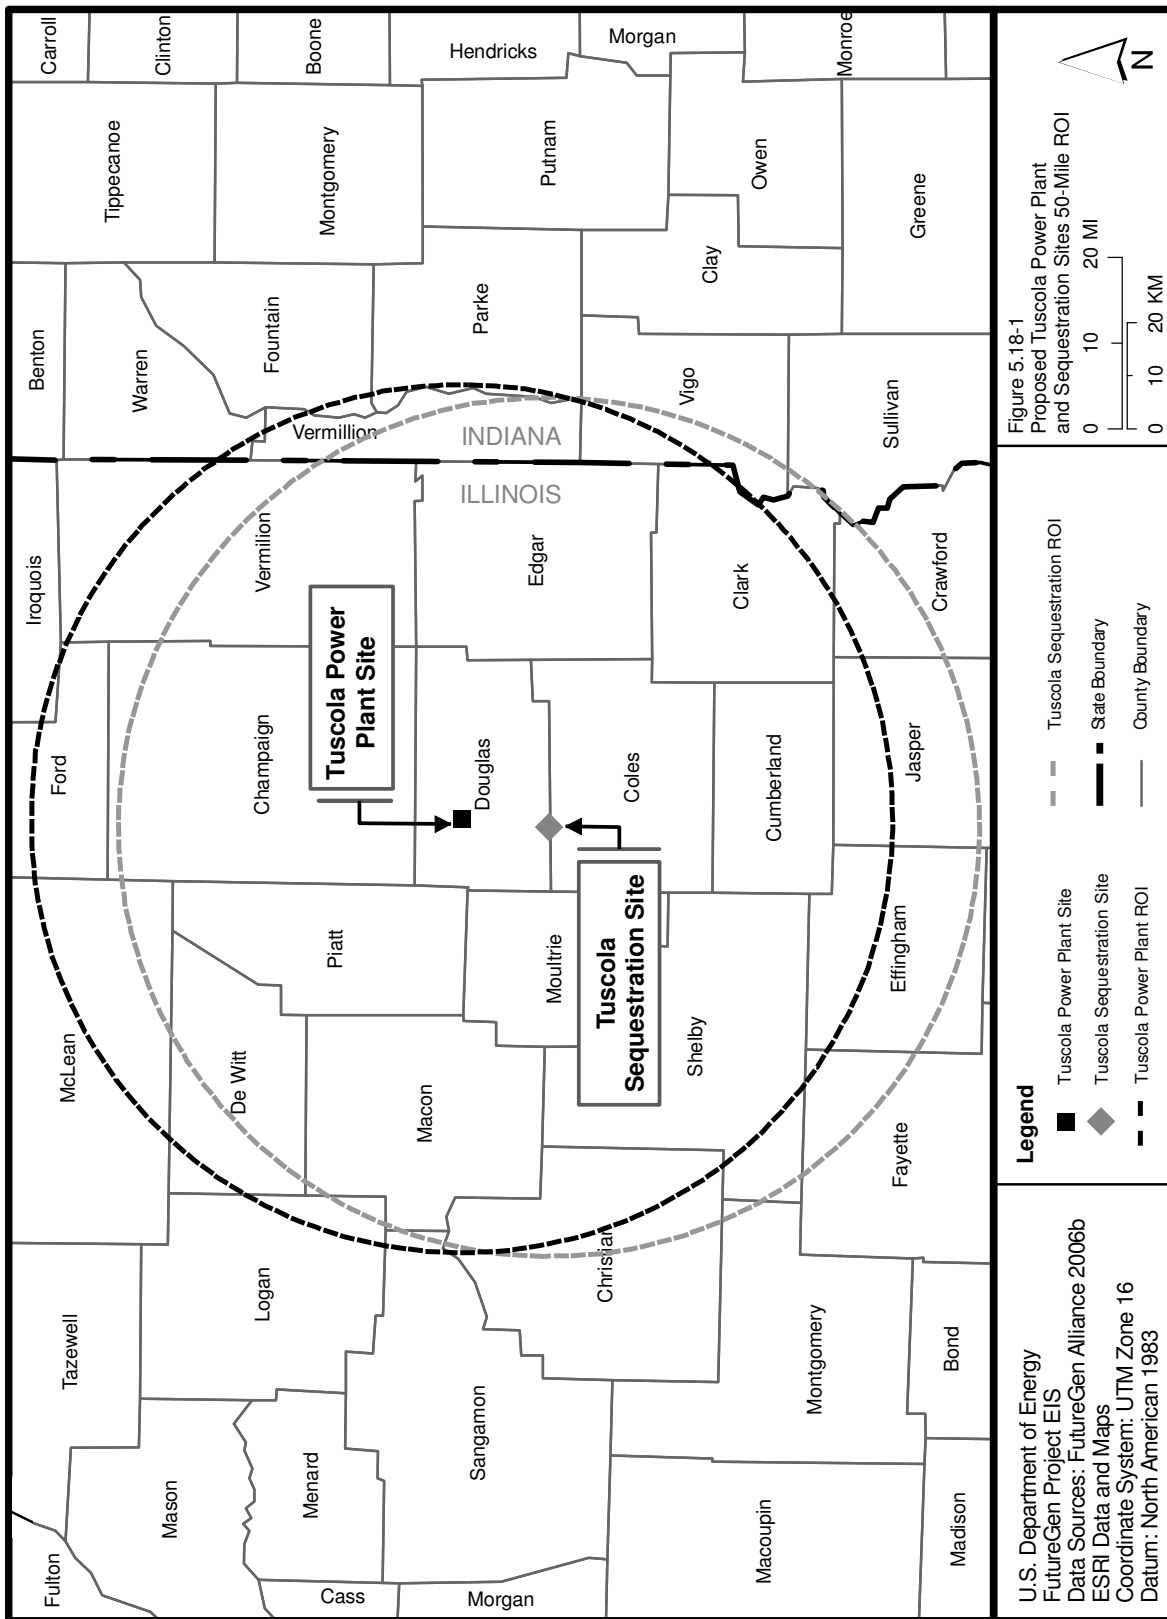 Fulton
Tazewell
McLean
Ford
Iroquois
Benton
Tippecanoe
Carroll
Clinton
Boone
Mason
Logan
De Witt
Champaign
Vermilion
Warren
Fountain
Montgomery
Hendricks
Menard
Piatt
Vermillion
Cass
Tuscola Power
Plant Site
Macon
Douglas
ILLINOIS
INDIANA
Parke
Putnam
Morgan
Morgan
Sangamon
Moultrie
Edgar
Christian
Tuscola
Sequestration Site
Coles
Vigo
Clay
Owen
Monroe
Shelby
Clark
Macoupin
Montgomery
Cumberland
Effingham
Jasper
Crawford
Sullivan
Greene
Madison
Bond
Fayette
U.S. Department of Energy
FutureGen Project EIS
Data Sources: FutureGen Alliance 2006b
ESRI Data and Maps
Coordinate System: UTM Zone 16
Datum: North American 1983
Legend
Tuscola Power Plant Site
Tuscola Sequestration Site
Tuscola Power Plant ROI
Tuscola Sequestration ROI
State Boundary
County Boundary
Figure 5.18-1
Proposed Tuscola Power Plant
and Sequestration Sites 50-Mile ROI
0 10 20 MI
0 10 20 KM
N